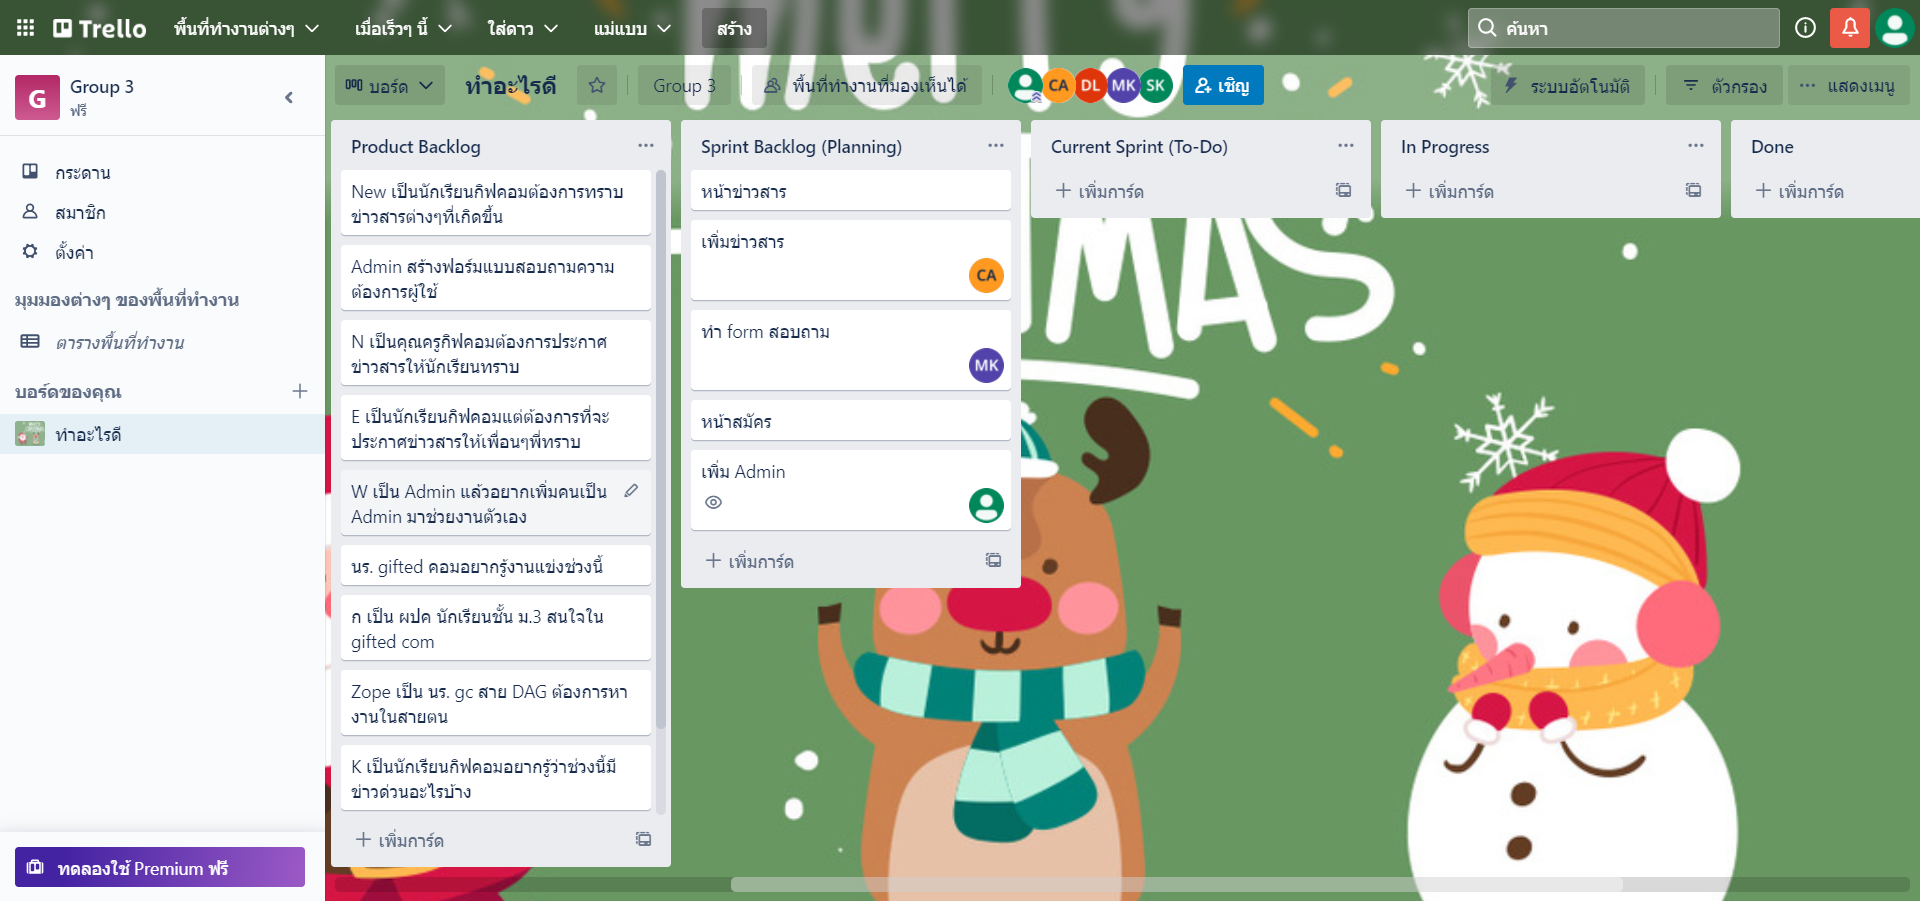 Trello พื้นที่ทำงานต่างๆ เมื่อเร็วๆ นี้ ใส่ดาว แม่แบบ สร้าง ค้นหา
G Group 3
ฟรี
บอร์ด ทำอะไรดี Group 3 พื้นที่ทำงานที่มองเห็นได้ CA DL MK SK เชิญ ระบบอัตโนมัติ ตัวกรอง แสดงเมนู
กระดาน
สมาชิก
ตั้งค่า
มุมมองต่างๆ ของพื้นที่ทำงาน
ตารางพื้นที่ทำงาน
บอร์ดของคุณ
ทำอะไรดี
ทดลองใช้ Premium ฟรี
Product Backlog
New เป็นนักเรียนกิฟคอมต้องการทราบ
ข่าวสารต่างๆที่เกิดขึ้น
Admin สร้างฟอร์มแบบสอบถามความ
ต้องการผู้ใช้
N เป็นคุณครูกิฟคอมต้องการประกาศ
ข่าวสารให้นักเรียนทราบ
E เป็นนักเรียนกิฟคอมแต่ต้องการที่จะ
ประกาศข่าวสารให้เพื่อนๆพี่ทราบ
W เป็น Admin แล้วอยากเพิ่มคนเป็น
Admin มาช่วยงานตัวเอง
นร. gifted คอมอยากรู้งานแข่งช่วงนี้
ก เป็น ผปค นักเรียนชั้น ม.3 สนใจใน
gifted com
Zope เป็น นร. gc สาย DAG ต้องการหา
งานในสายตน
K เป็นนักเรียนกิฟคอมอยากรู้ว่าช่วงนี้มี
ข่าวด่วนอะไรบ้าง
เพิ่มการ์ด
Sprint Backlog (Planning)
หน้าข่าวสาร
เพิ่มข่าวสาร
CA
ทำ form สอบถาม
MK
หน้าสมัคร
เพิ่ม Admin
เพิ่มการ์ด
Current Sprint (To-Do)
เพิ่มการ์ด
In Progress
เพิ่มการ์ด
Done
เพิ่มการ์ด